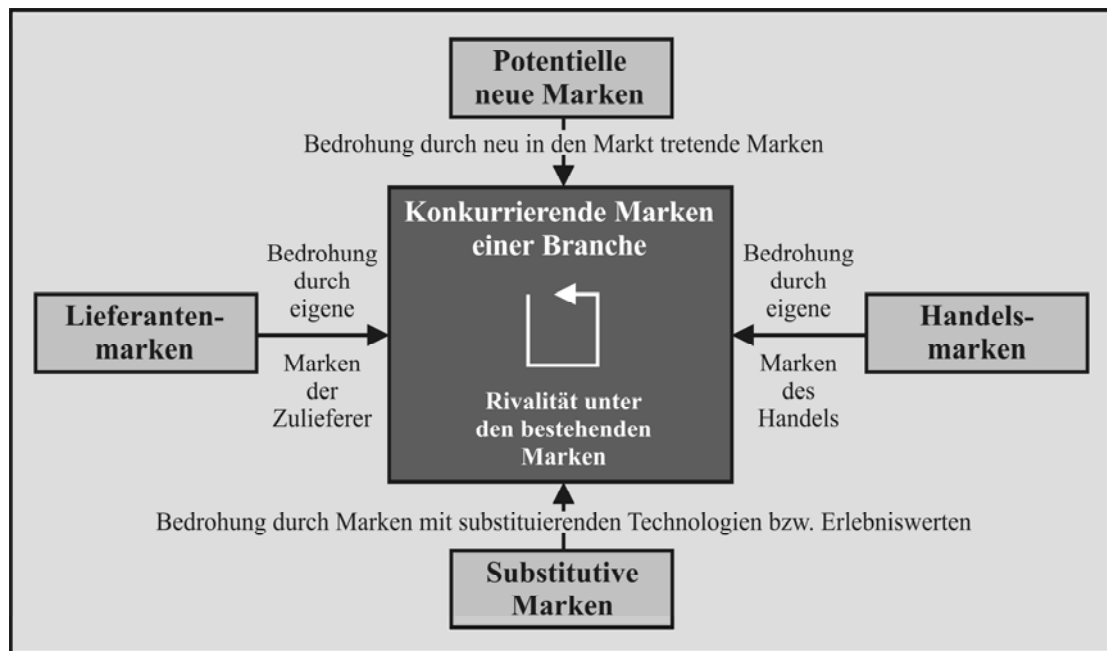 Potentielle
neue Marken
Bedrohung durch neu in den Markt tretende Marken
Konkurrierende Marken
einer Branche
Bedrohung
durch
eigene
Lieferanten-
marken
Marken
der
Zulieferer
Rivalität unter
den bestehenden
Marken
Bedrohung
durch
eigene
Handels-
marken
Marken
des
Handels
Bedrohung durch Marken mit substituierenden Technologien bzw. Erlebniswerten
Substitutive
Marken